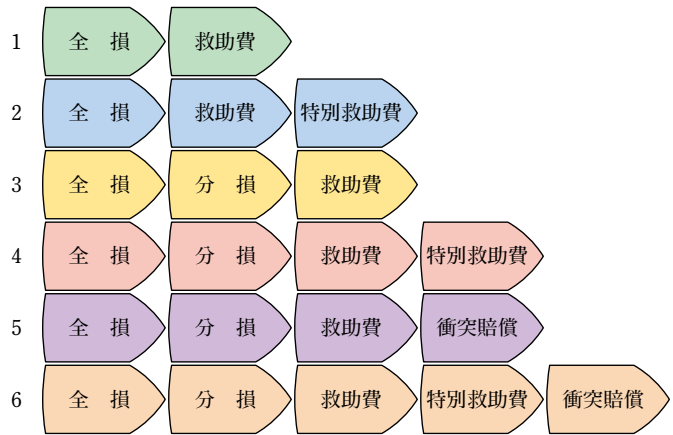 1 全 損 救助費
2 全 損 救助費 特別救助費
3 全 損 分 損 救助費
4 全 損 分 損 救助費 特別救助費
5 全 損 分 損 救助費 衝突賠償
6 全 損 分 損 救助費 特別救助費 衝突賠償